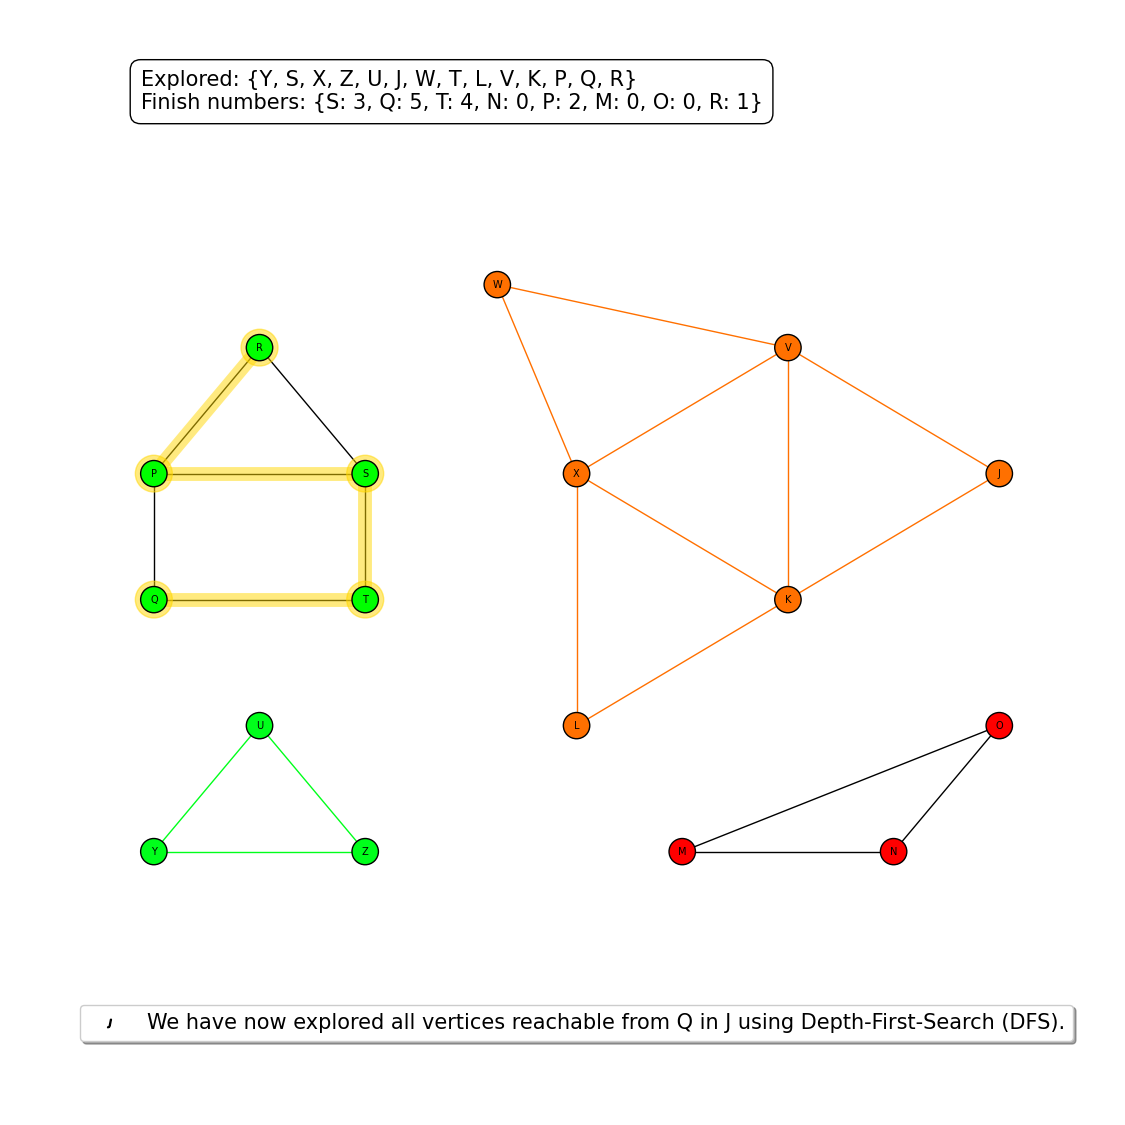 Explored: {Y, S, X, Z, U, J, W, T, L, V, K, P, Q, R}
Finish numbers: {S: 3, Q: 5, T: 4, N: 0, P: 2, M: 0, O: 0, R: 1}
W
R
V
P
S
X
J
Q
T
K
U
L
O
Y
Z
M
N
We have now explored all vertices reachable from Q in J using Depth-First-Search (DFS).